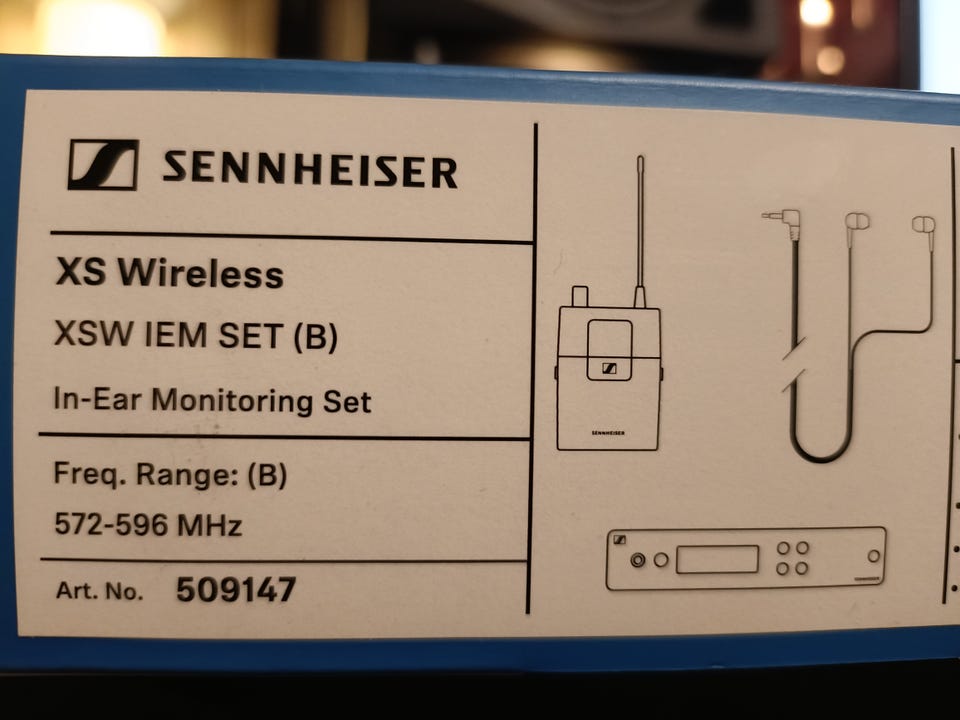 SENNHEISER
XS Wireless
XSW IEM SET (B)
In-Ear Monitoring Set
Freq. Range: (B)
572-596 MHz
Art. No. 509147
SENNHEISER
SENNHEISER